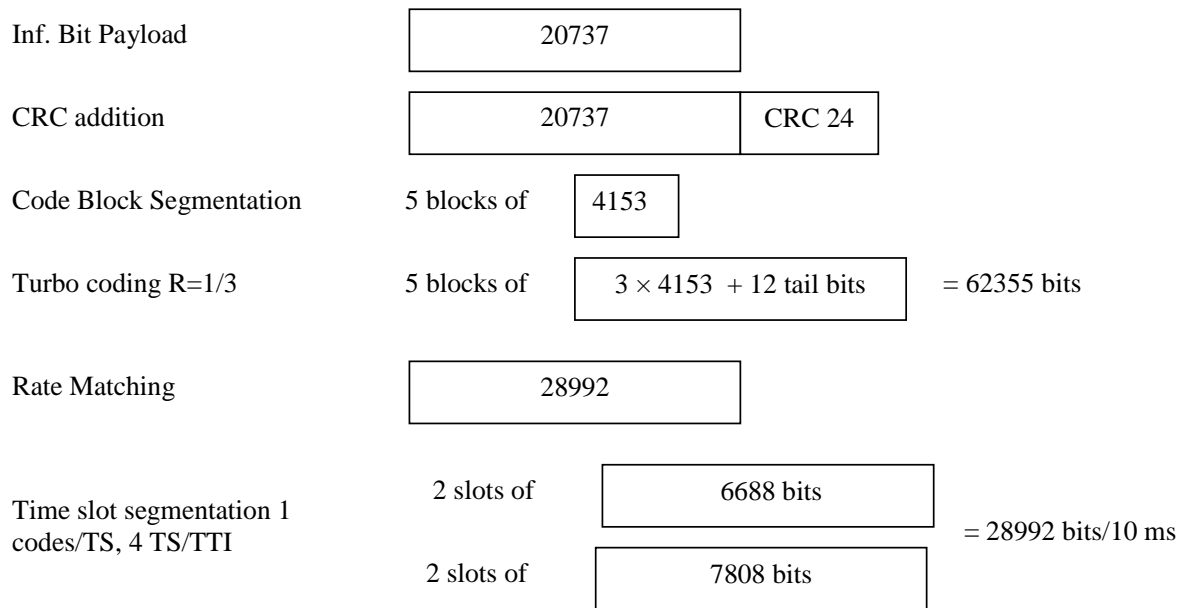 Inf. Bit Payload 20737
CRC addition 20737 CRC 24
Code Block Segmentation 5 blocks of 4153
Turbo coding R=1/3 5 blocks of 3 × 4153 + 12 tail bits = 62355 bits
Rate Matching 28992
2 slots of 6688 bits
Time slot segmentation 1
codes/TS, 4 TS/TTI
= 28992 bits/10 ms
2 slots of 7808 bits